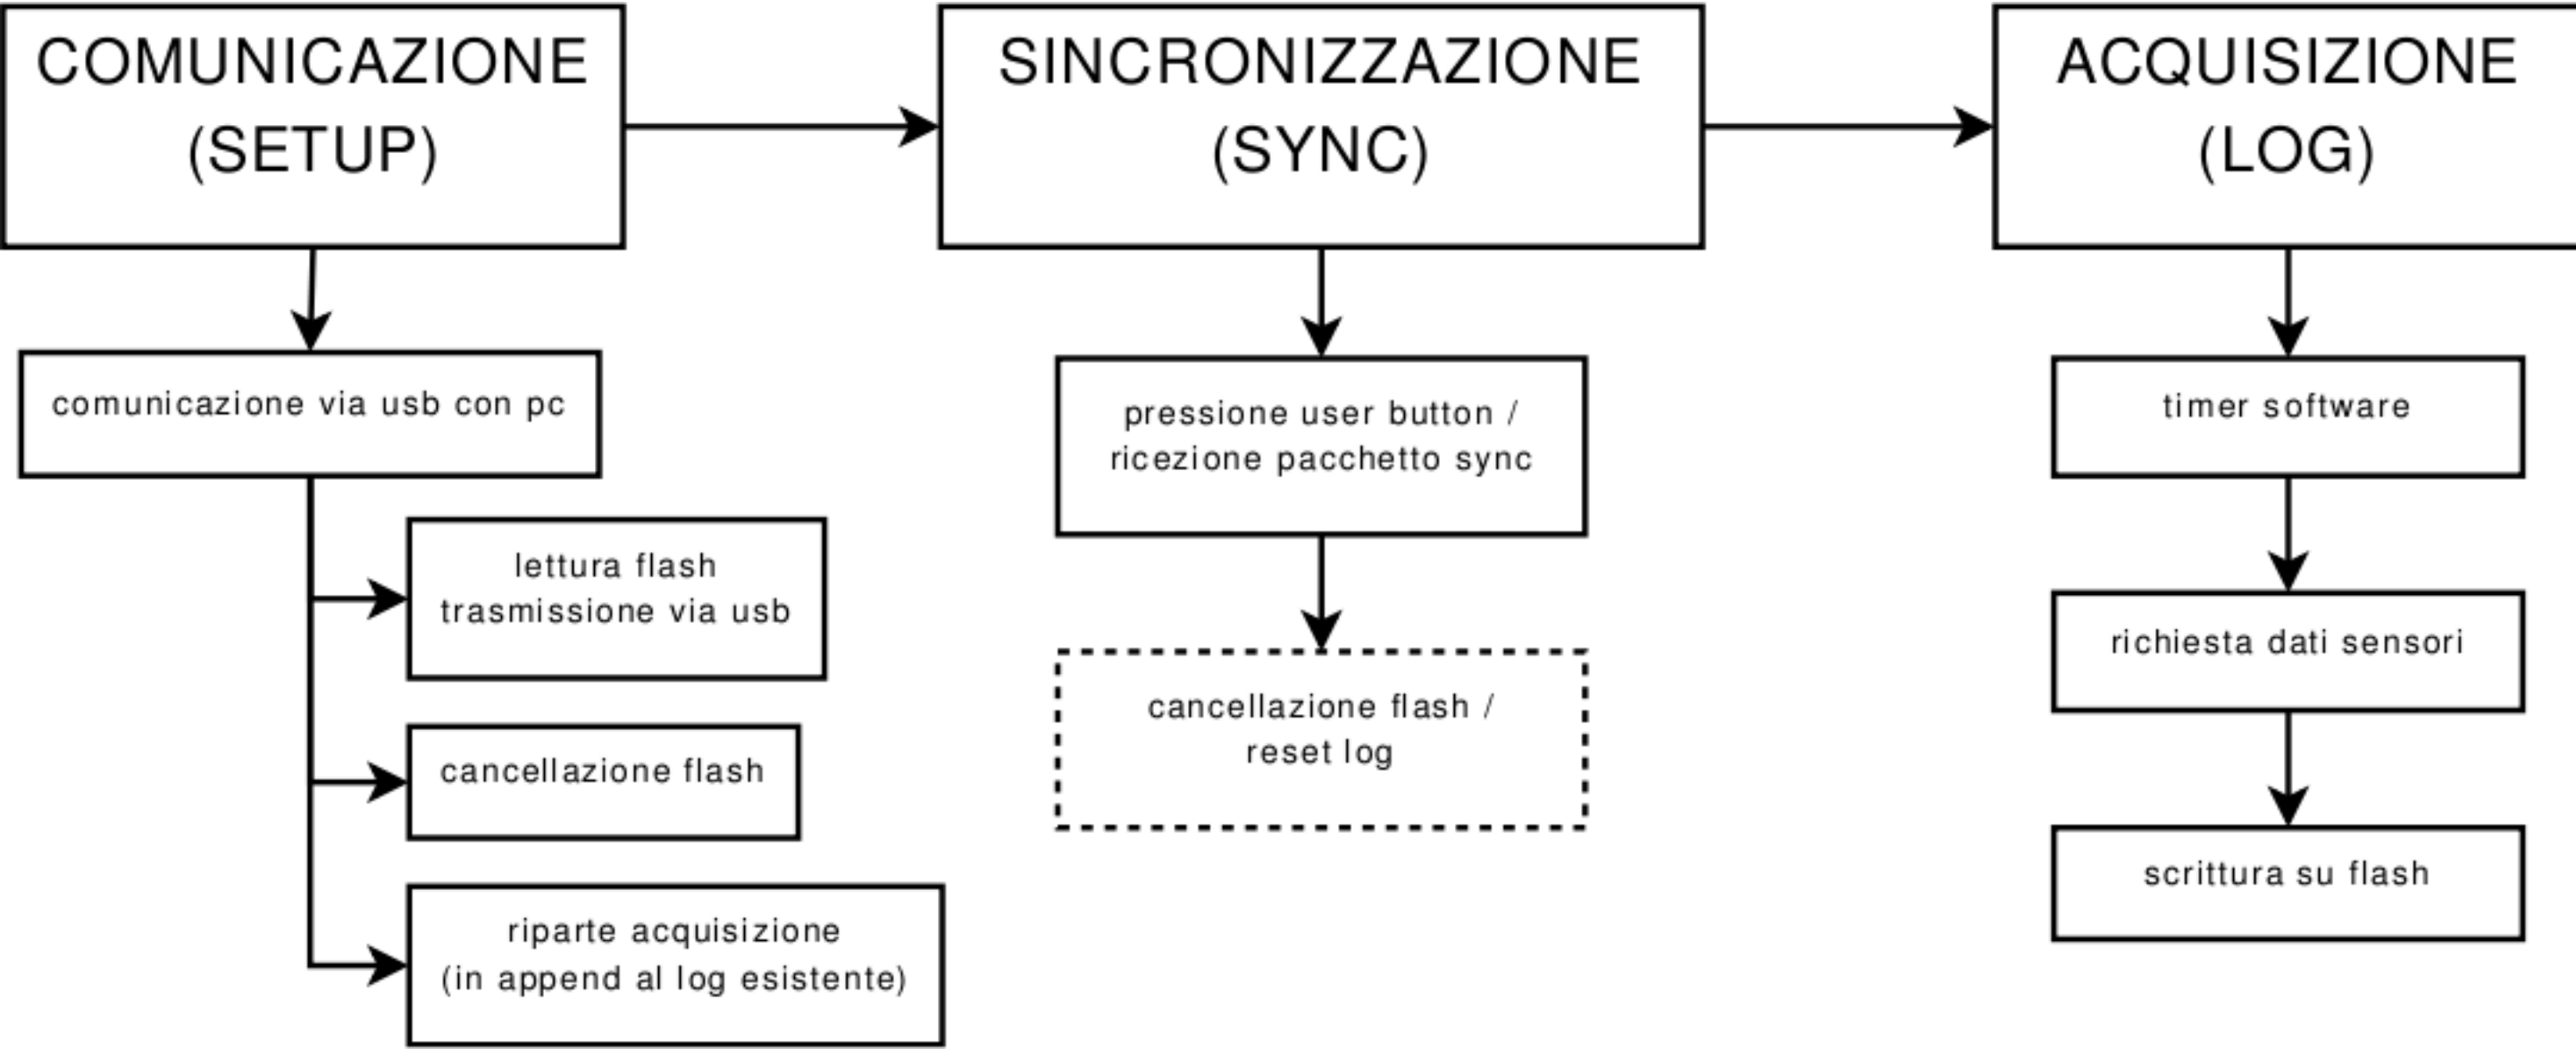 COMUNICAZIONE
(SETUP)
SINCRONIZZAZIONE
(SYNC)
ACQUISIZIONE
(LOG)
comunicazione via usb con pc
lettura flash
trasmissione via usb
cancellazione flash
riparte acquisizione
(in append al log esistente)
pressione user button /
ricezione pacchetto sync
cancellazione flash /
reset log
timer software
richiesta dati sensori
scrittura su flash